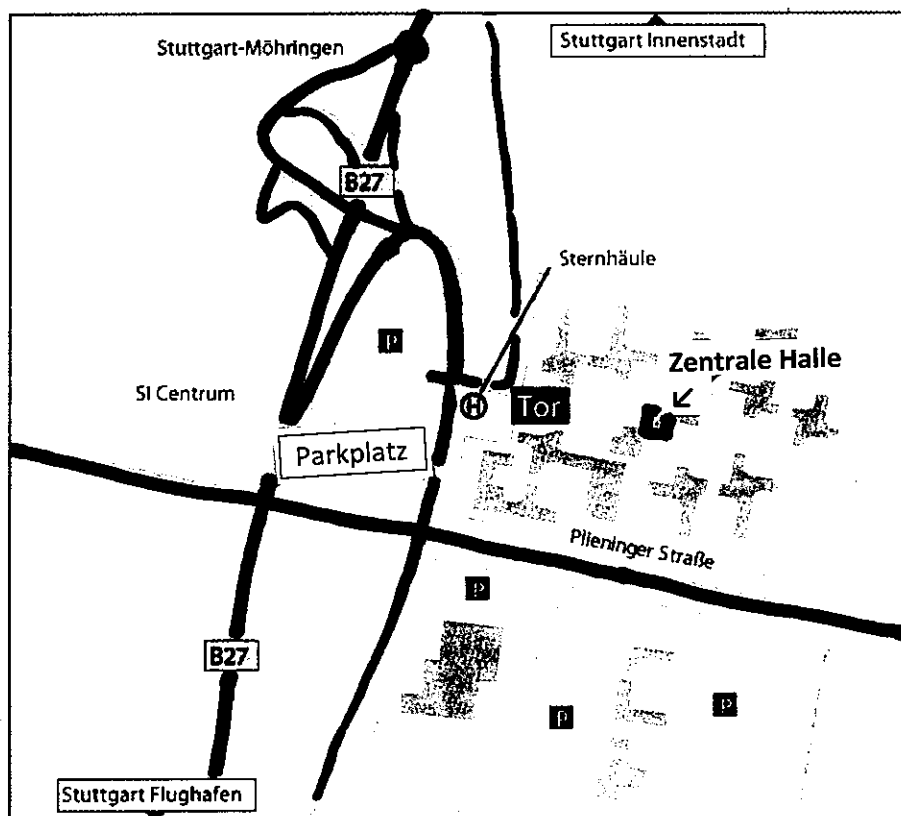 Stuttgart Innenstadt
Stuttgart-Möhringen
B27
Sternhäule
P
Zentrale Halle
SI Centrum
H
Tor
Parkplatz
Plieninger Straße
P
B27
P
P
Stuttgart Flughafen